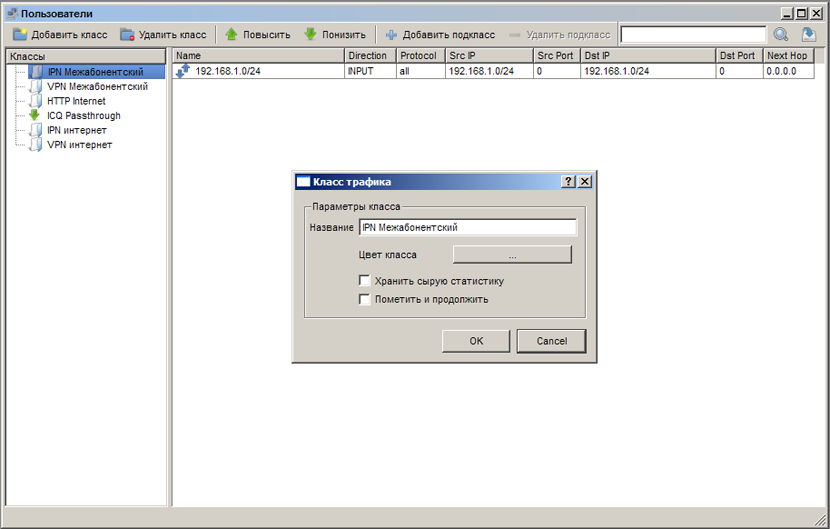 Пользователи
Добавить класс Удалить класс Повысить Понизить Добавить подкласс Удалить подкласс
Классы
IPN Межабонентский
VPN Межабонентский
HTTP Internet
ICQ Passthrough
IPN интернет
VPN интернет
Name Direction Protocol Src IP Src Port Dst IP Dst Port Next Hop
192.168.1.0/24 INPUT all 192.168.1.0/24 0 192.168.1.0/24 0 0.0.0.0
Класс трафика
Параметры класса
Название IPN Межабонентский
Цвет класса ...
Хранить сырую статистику
Пометить и продолжить
OK Cancel